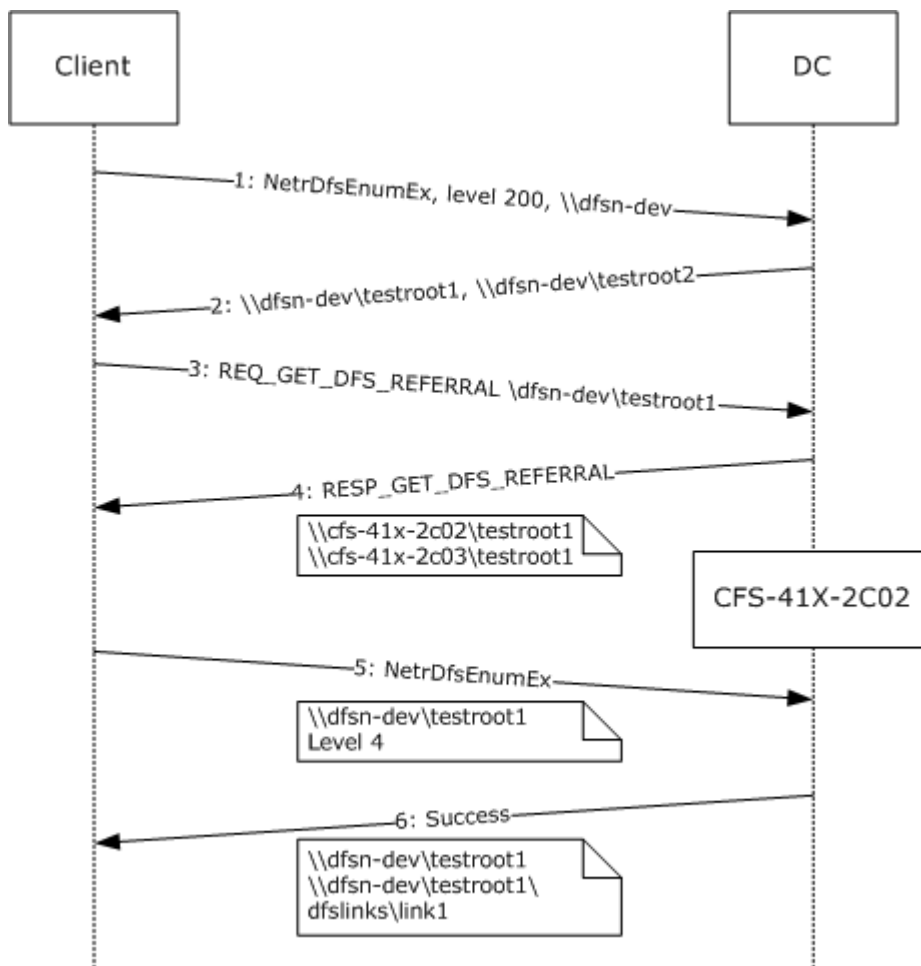 Client
DC
1: NetrDfsEnumEx, level 200, \\dfsn-dev
2: \\dfsn-dev\testroot1, \\dfsn-dev\testroot2
3: REQ_GET_DFS_REFERRAL \dfsn-dev\testroot1
4: RESP_GET_DFS_REFERRAL
\\cfs-41x-2c02\testroot1
\\cfs-41x-2c03\testroot1
CFS-41X-2C02
5: NetrDfsEnumEx
\\dfsn-dev\testroot1
Level 4
6: Success
\\dfsn-dev\testroot1
\\dfsn-dev\testroot1\
dfslinks\link1